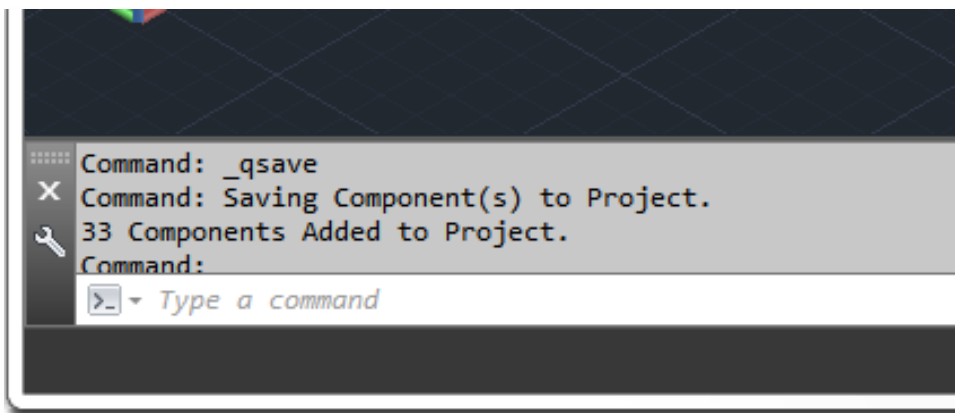 Command: _qsave
Command: Saving Component(s) to Project.
33 Components Added to Project.
Command:
Type a command